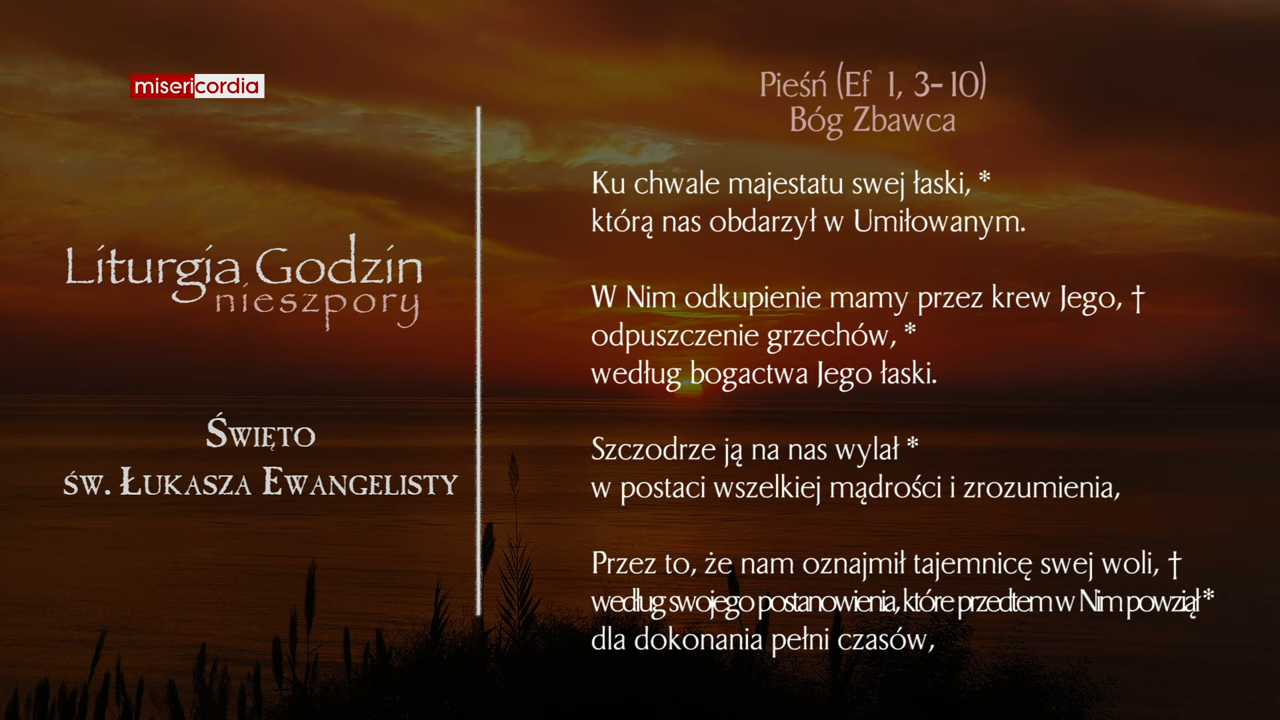 misericordia
Liturgia Godzin
nieszpory
Święto
św. Łukasza Ewangelisty
Pieśń (Ef 1, 3-10)
Bóg Zbawca
Ku chwale majestatu swej łaski, *
którą nas obdarzył w Umiłowanym.
W Nim odkupienie mamy przez krew Jego, †
odpuszczenie grzechów, *
według bogactwa Jego łaski.
Szczodrze ją na nas wylał *
w postaci wszelkiej mądrości i zrozumienia,
Przez to, że nam oznajmił tajemnicę swej woli, †
według swojego postanowienia, które przedtem w Nim powziął *
dla dokonania pełni czasów,